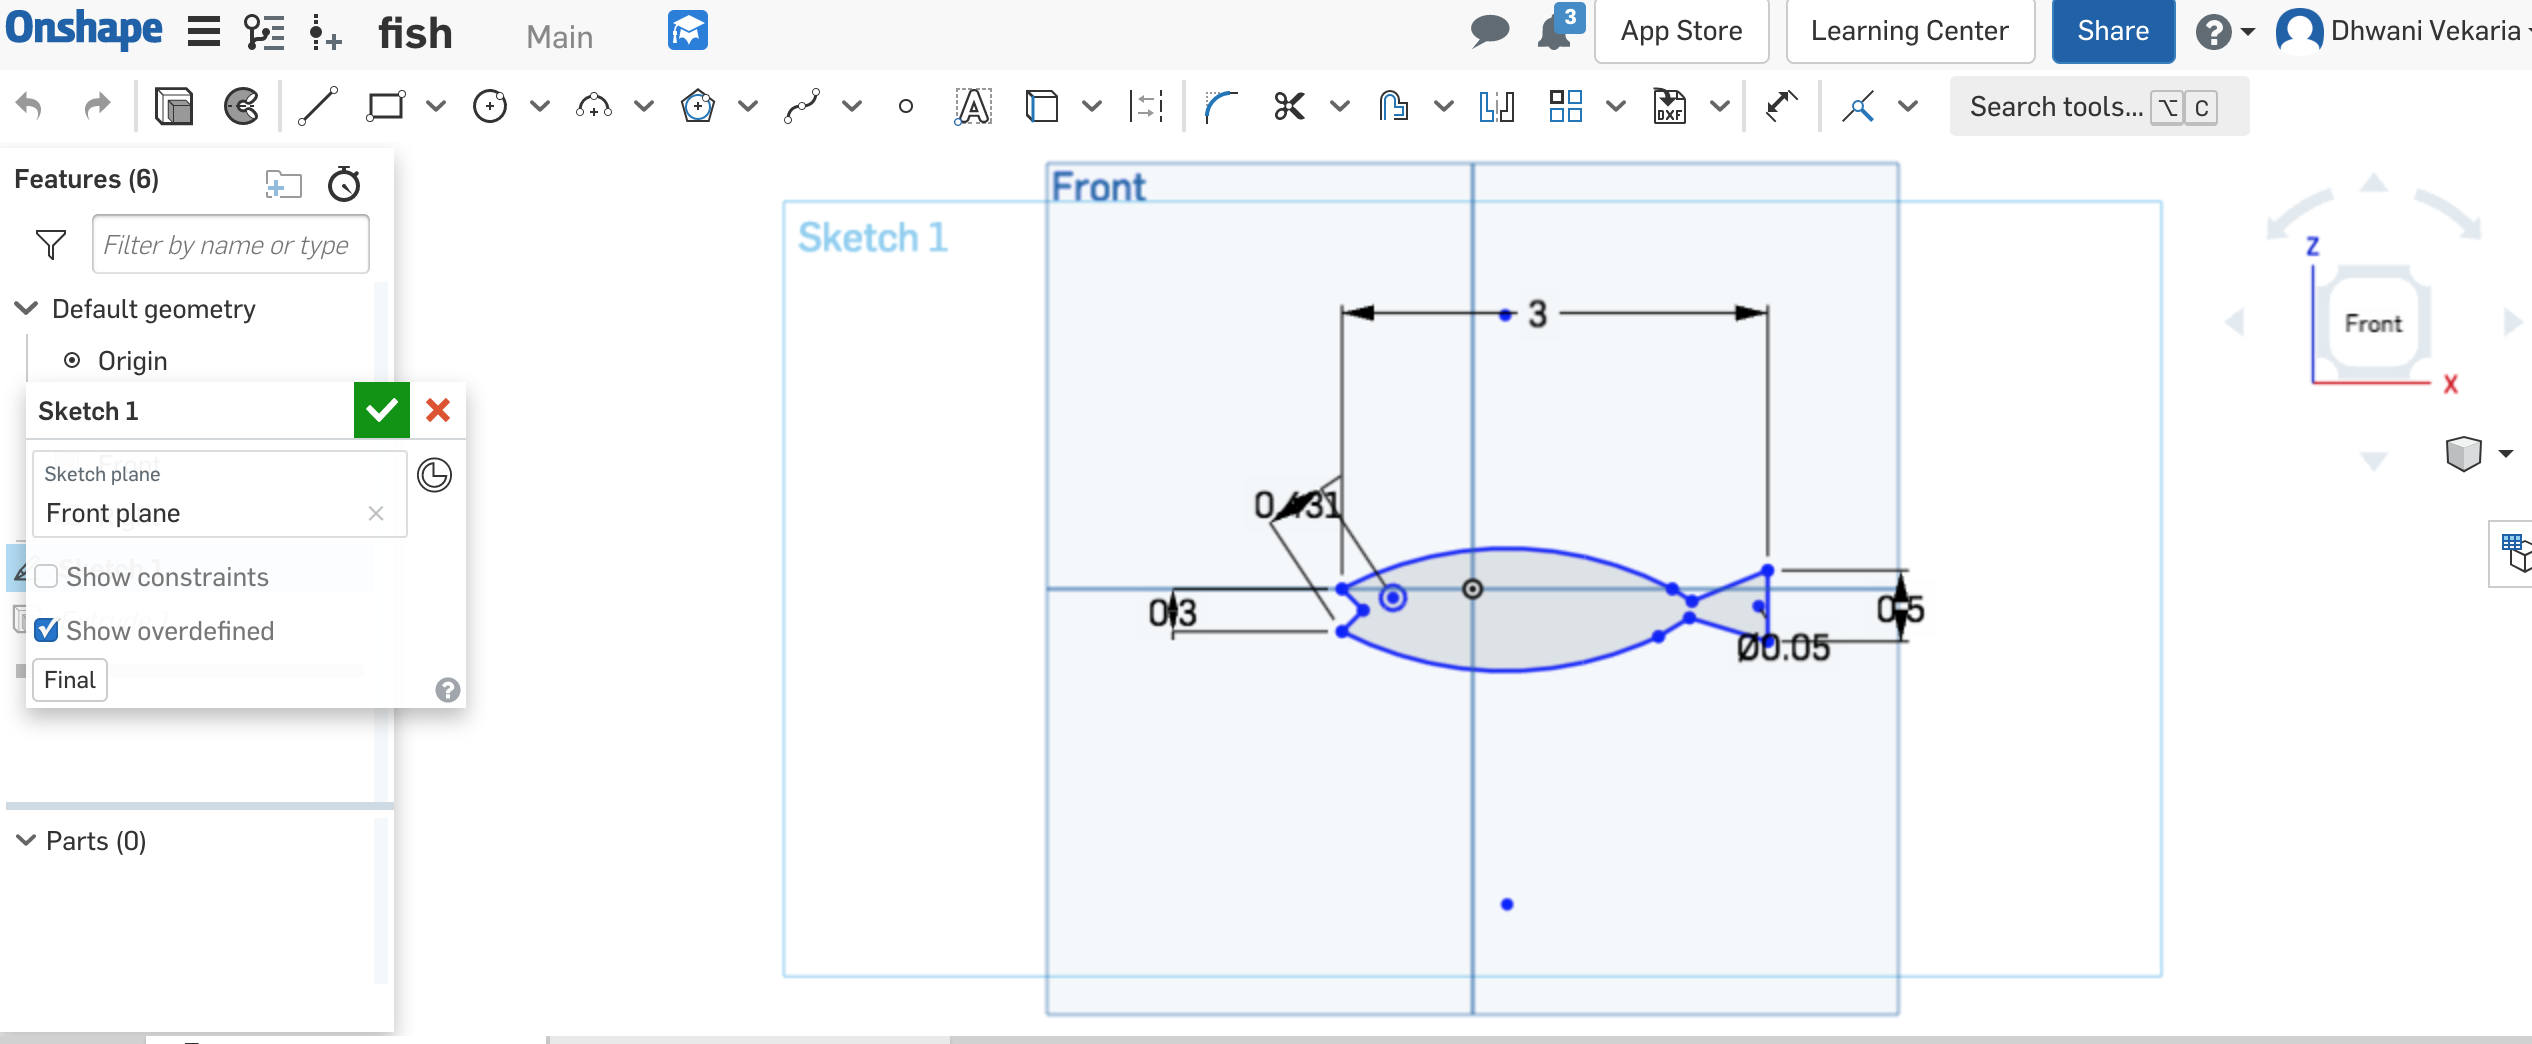 Onshape fish Main 3 App Store Learning Center Share ? Dhwani Vekaria
A DXF Search tools... ⌥ C
Features (6)
Filter by name or type
Default geometry
Origin
Sketch 1
Sketch plane
Front plane
Show constraints
Show overdefined
Final
?
Parts (0)
Front
Sketch 1
3
0.3
0.5
Ø0.05
Z
Front
X